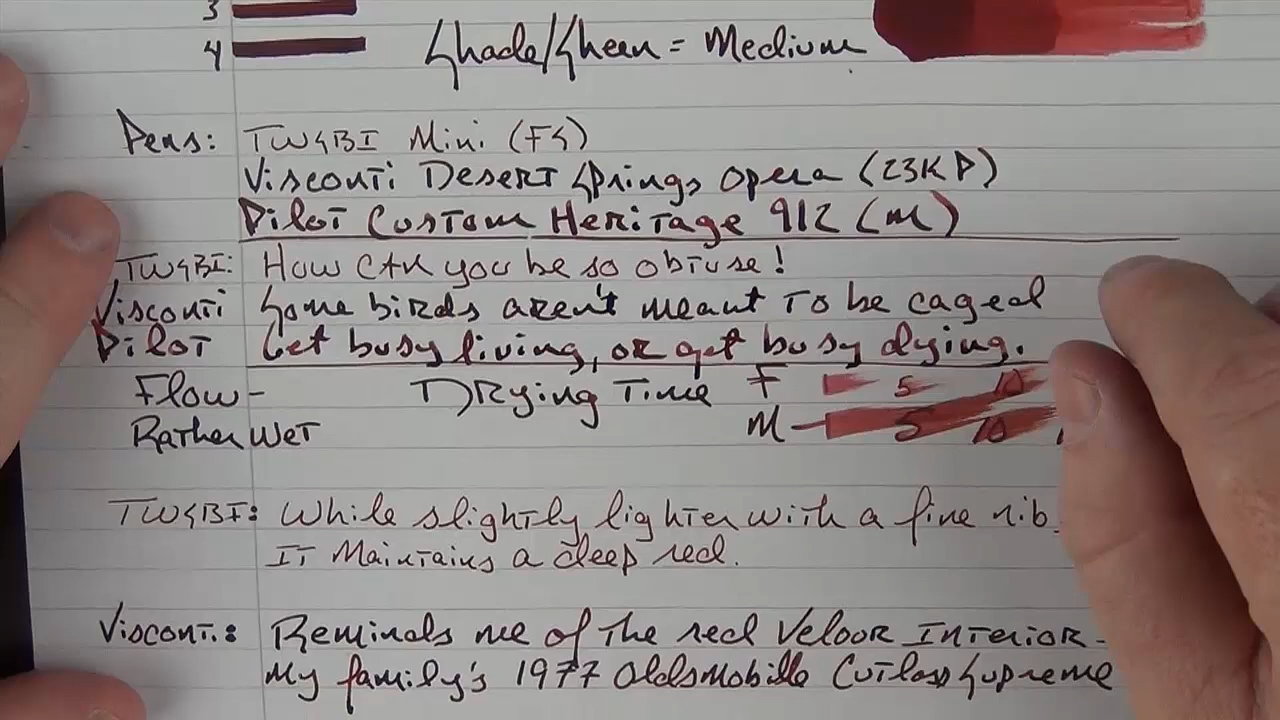 3
4
Shade/Sheen = Medium
Pens: TWSBI Mini (FS)
Visconti Desert Springs Opera (23K P)
Pilot Custom Heritage 912 (M)
TWSBI: How can you be so obtuse!
Visconti Some birds aren't meant to be caged
Pilot Get busy living, or get busy dying.
Flow - Drying Time F 5 10
Rather Wet M - 5 10
TWSBI: While slightly lighter with a fine nib
It Maintains a deep red.
Visconti: Reminds me of the red Velour Interior -
My family's 1977 Oldsmobille Cutlass Supreme